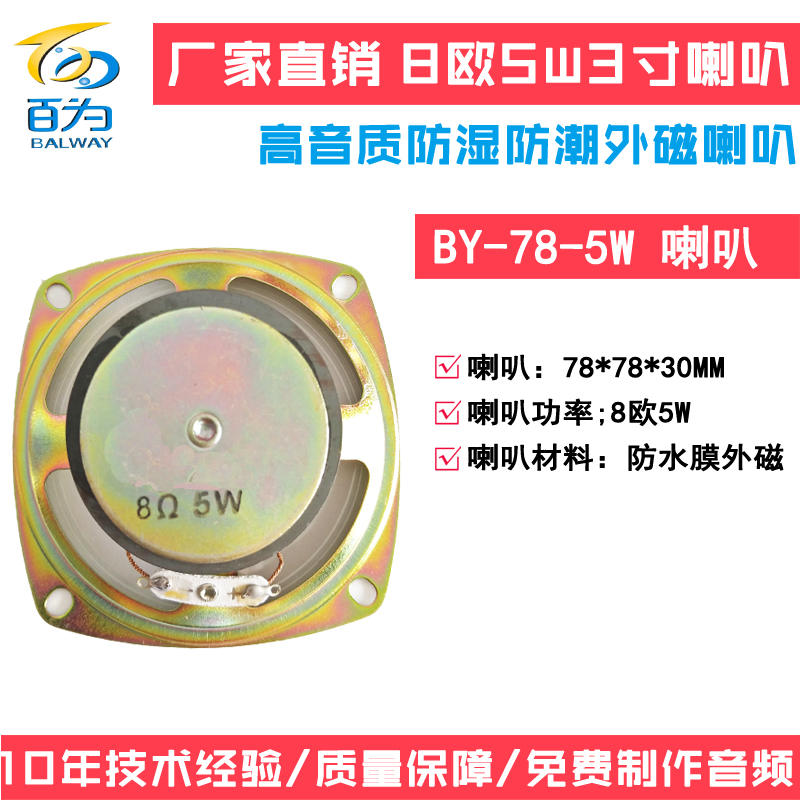 厂家直销 8欧5W3寸喇叭
百为
BALWAY
高音质防湿防潮外磁喇叭
BY-78-5W 喇叭
喇叭：78*78*30MM
喇叭功率;8欧5W
喇叭材料：防水膜外磁
8Ω 5W
10年技术经验/质量保障/免费制作音频